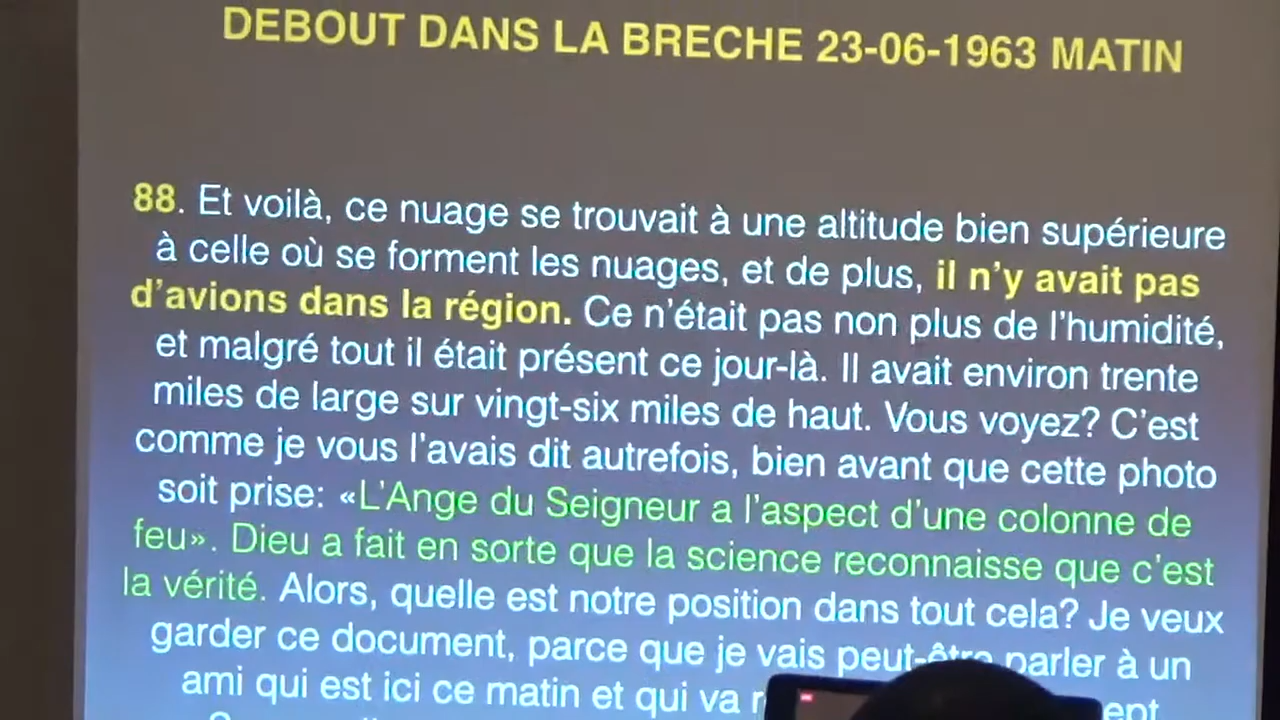 DEBOUT DANS LA BRECHE 23-06-1963 MATIN
88. Et voilà, ce nuage se trouvait à une altitude bien supérieure
à celle où se forment les nuages, et de plus, il n’y avait pas
d’avions dans la région. Ce n’était pas non plus de l’humidité,
et malgré tout il était présent ce jour-là. Il avait environ trente
miles de large sur vingt-six miles de haut. Vous voyez? C’est
comme je vous l’avais dit autrefois, bien avant que cette photo
soit prise: «L’Ange du Seigneur a l’aspect d’une colonne de
feu». Dieu a fait en sorte que la science reconnaisse que c’est
la vérité. Alors, quelle est notre position dans tout cela? Je veux
garder ce document, parce que je vais peut-être parler à un
ami qui est ici ce matin et qui va